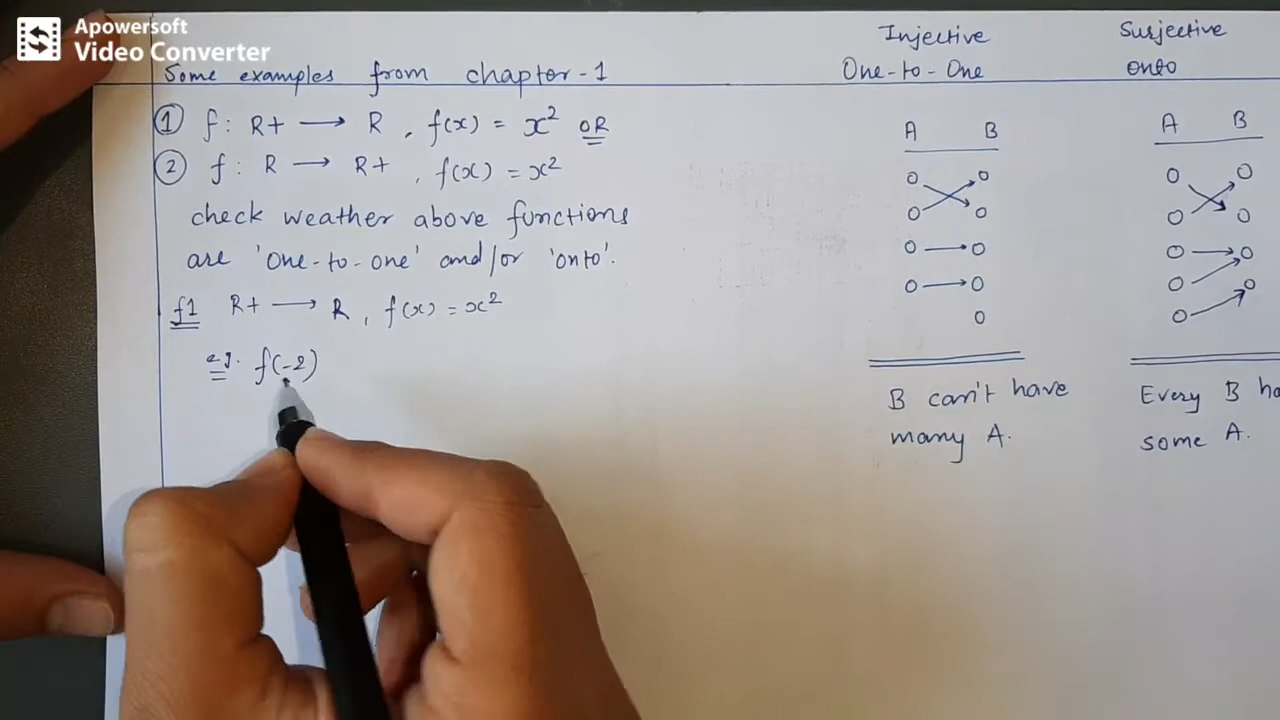 Apowersoft
Video Converter
Some examples from chapter-1
① f: R+ → R , f(x) = x² OR
② f: R → R+ , f(x) = x²
check weather above functions
are 'one-to-one' and/or 'onto'.
f1 R+ → R , f(x) = x²
e.g. f(-2)
Injective
One-to-One
A B
B can't have
many A.
Surjective
onto
A B
Every B ha
some A.